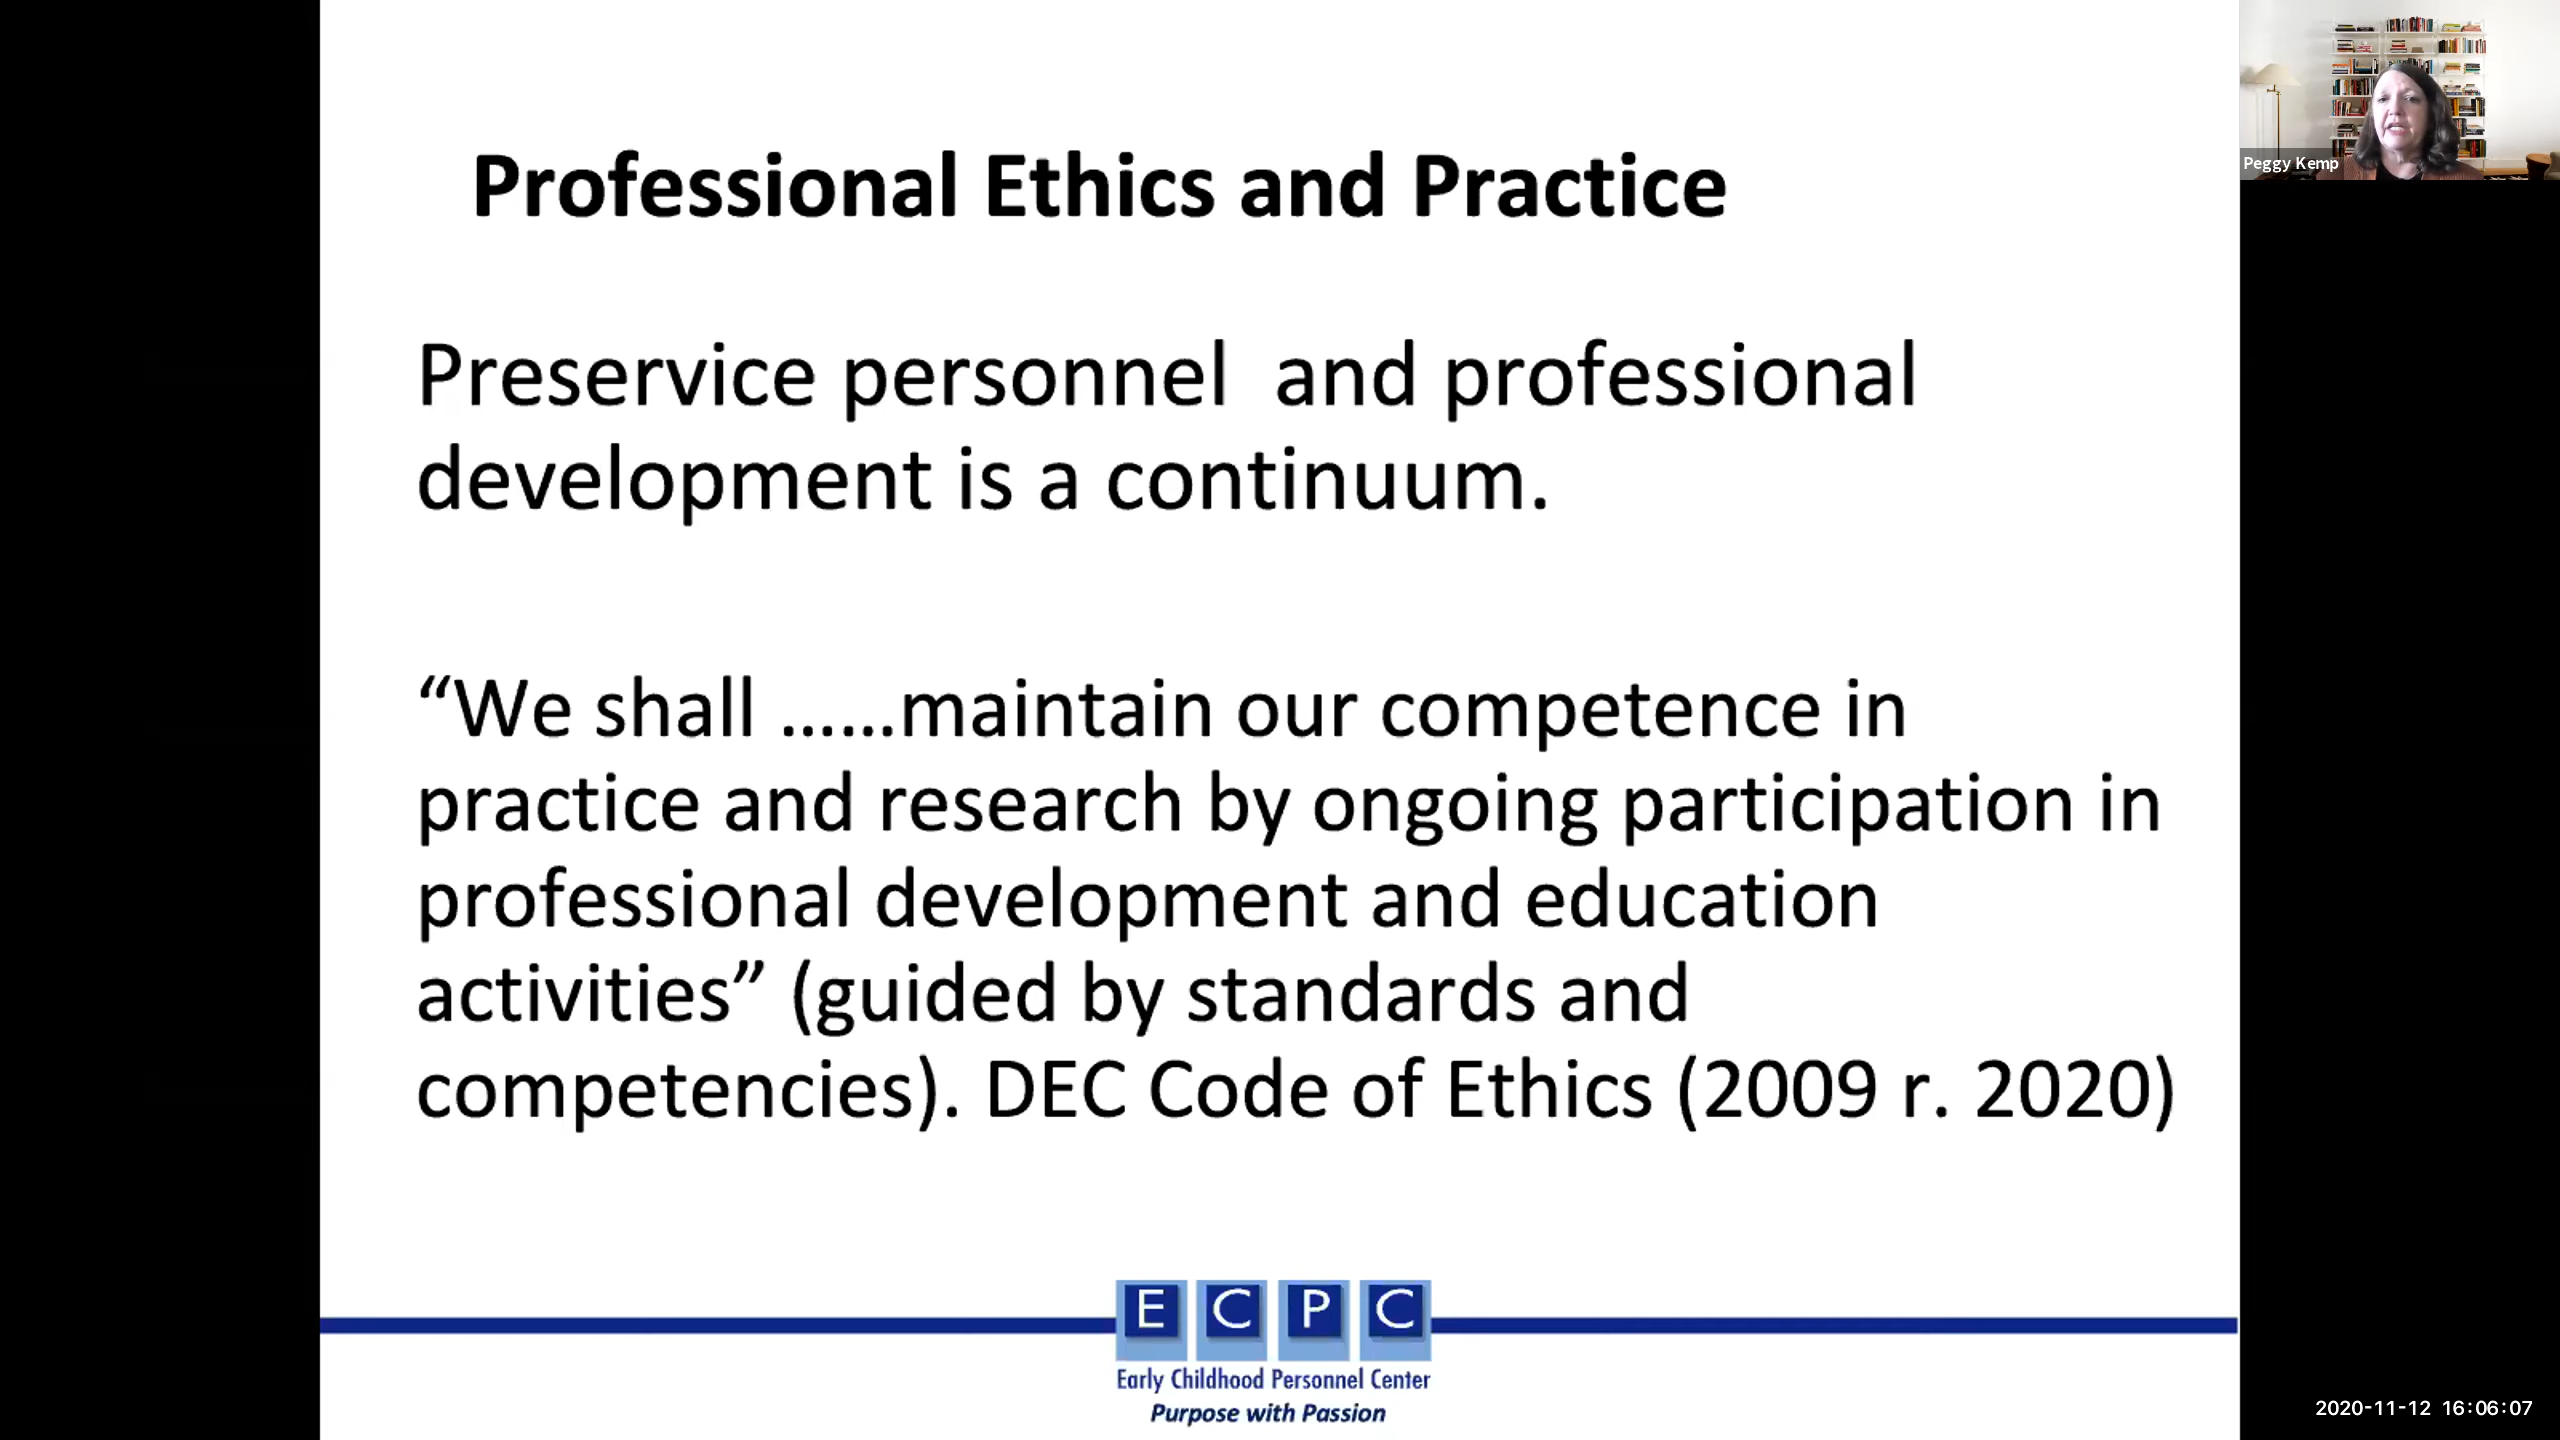 Professional Ethics and Practice
Peggy Kemp
Preservice personnel  and professional
development is a continuum.
“We shall ……maintain our competence in
practice and research by ongoing participation in
professional development and education
activities” (guided by standards and
competencies). DEC Code of Ethics (2009 r. 2020)
E C P C
Early Childhood Personnel Center
Purpose with Passion
2020-11-12 16:06:07